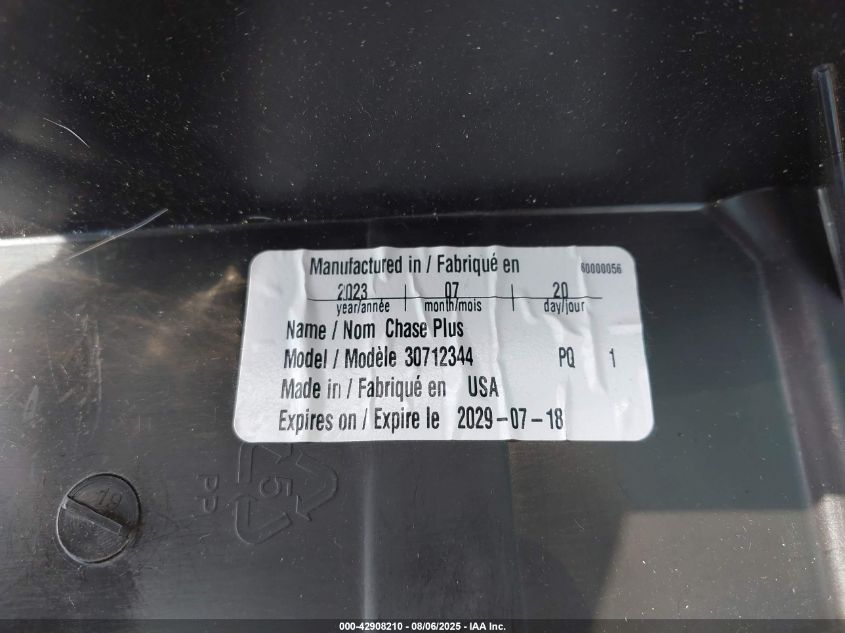 Manufactured in / Fabriqué en 60000056
2023 | 07 | 20
year/année month/mois day/jour
Name / Nom Chase Plus
Model / Modèle 30712344 PQ 1
Made in / Fabriqué en USA
Expires on / Expire le 2029-07-18
5
PP
19
000-42908210 - 08/06/2025 - IAA Inc.